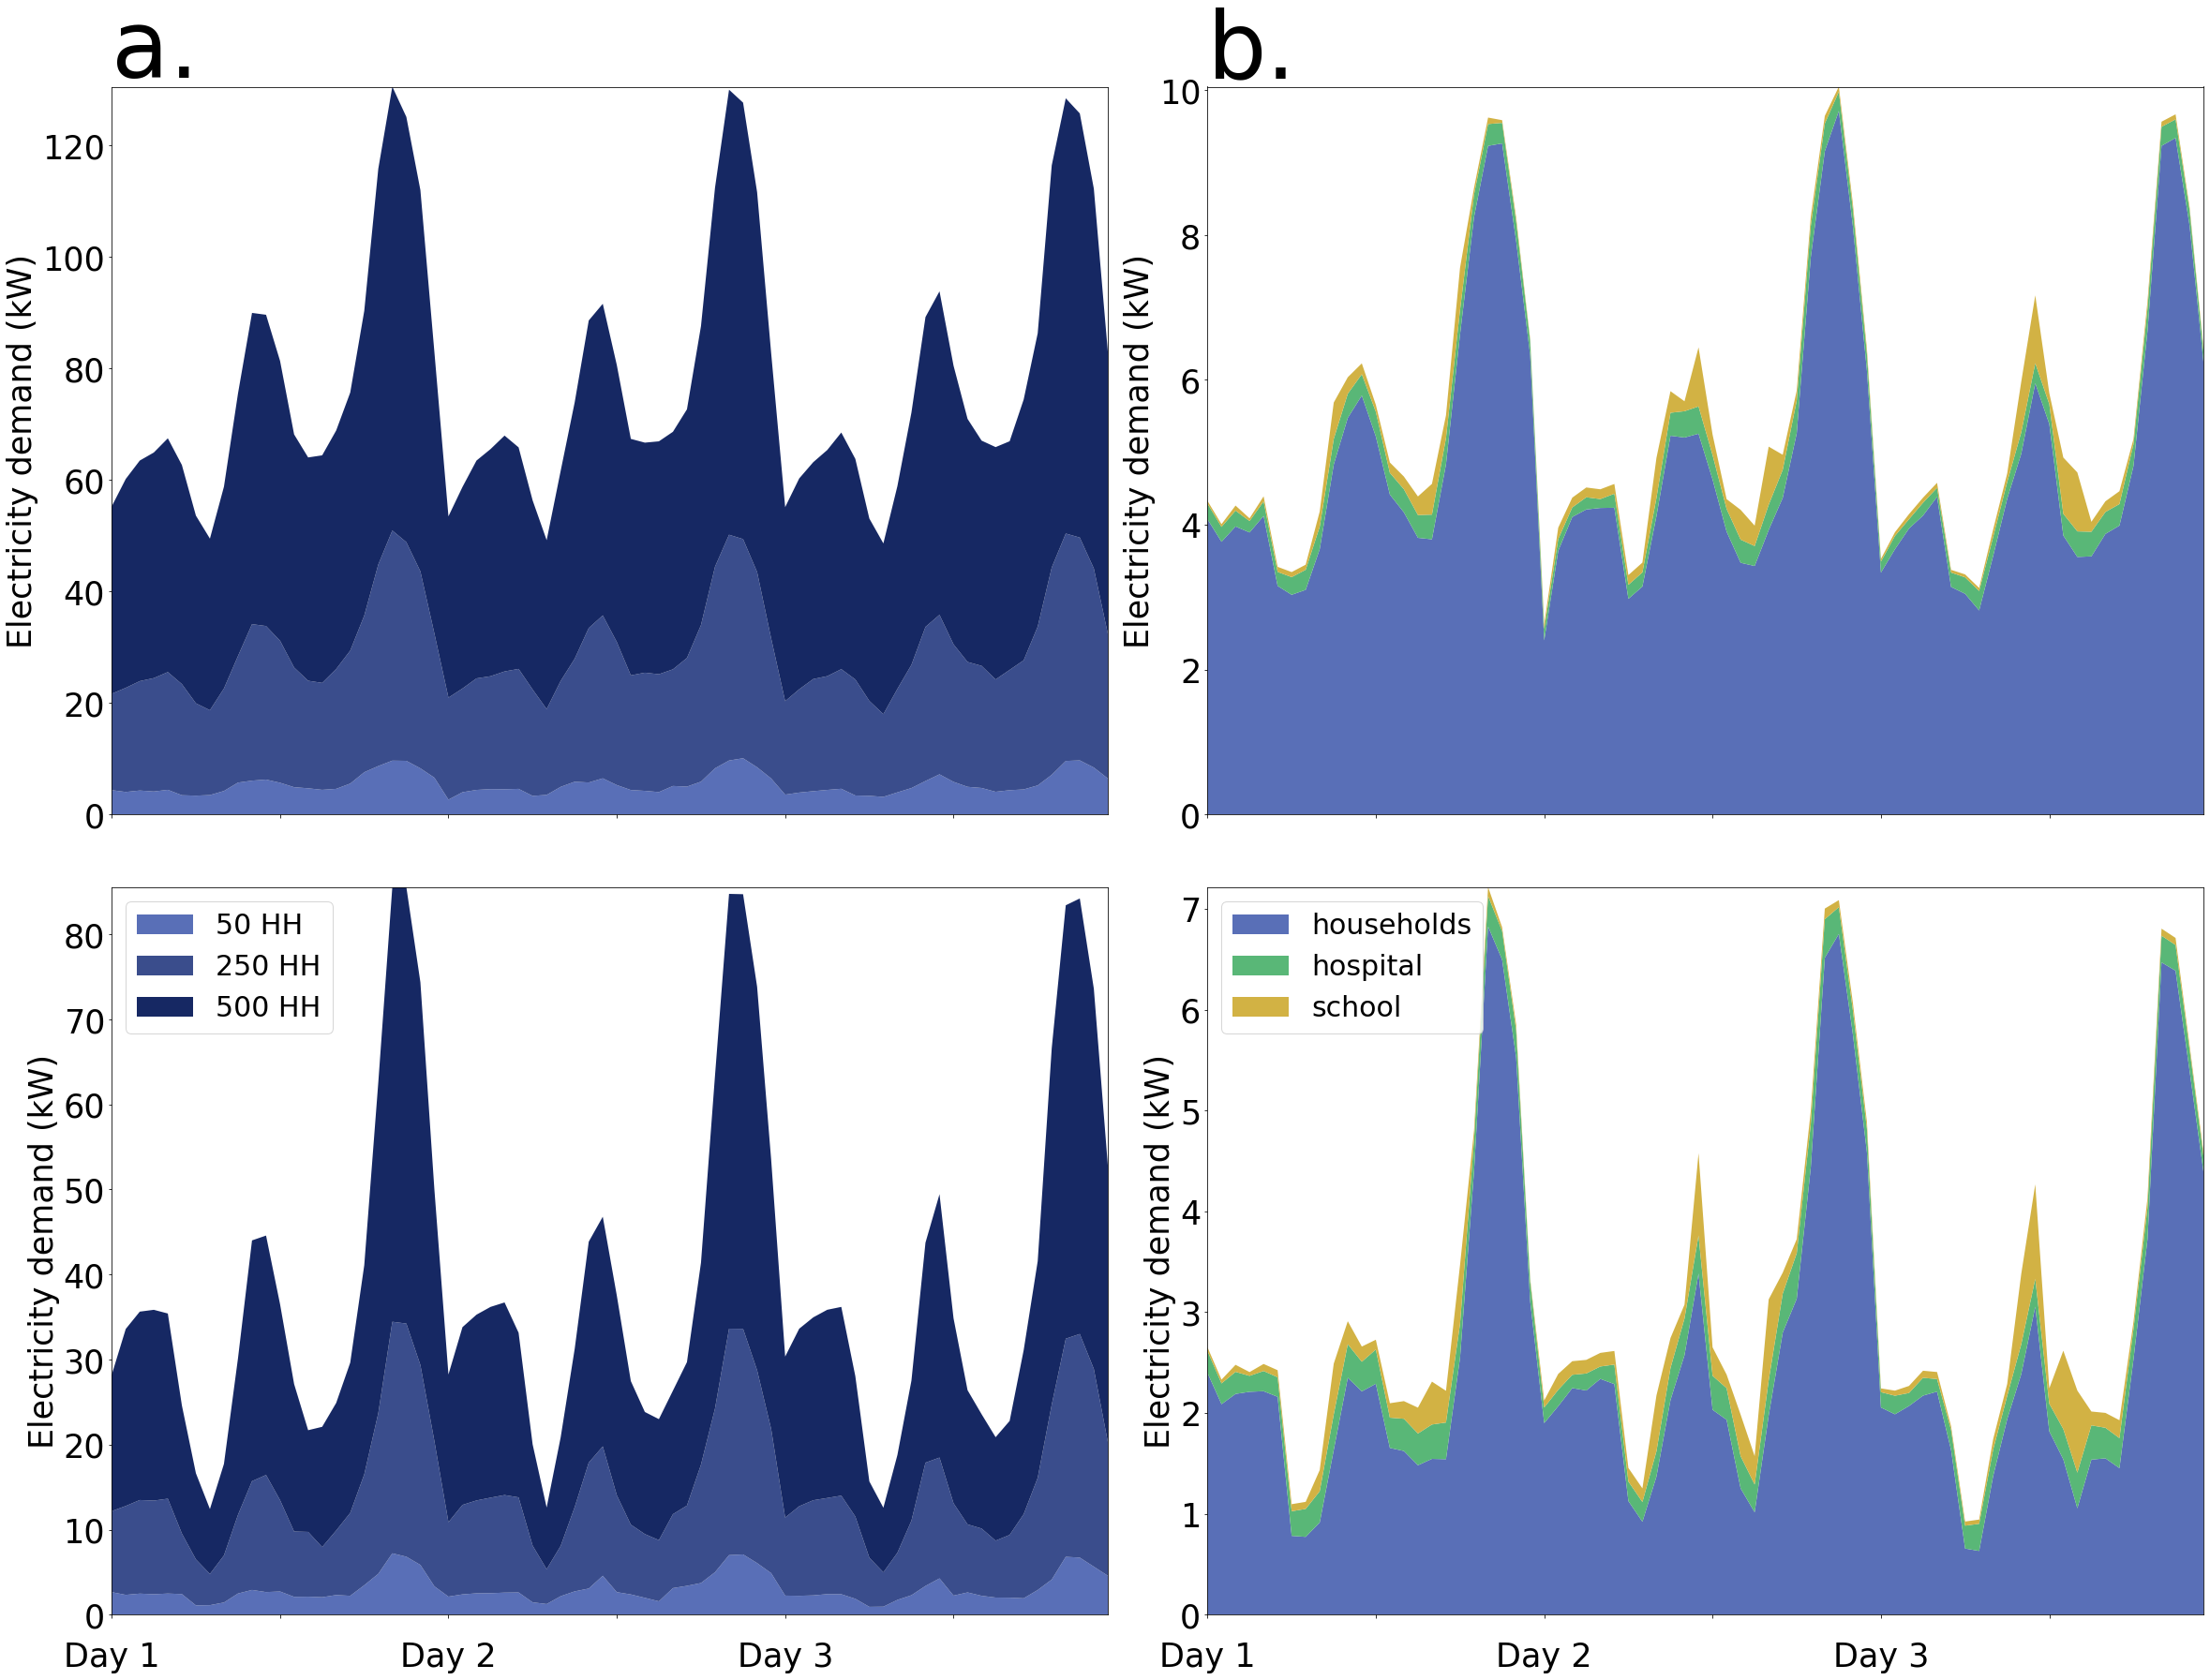 a.
b.
Electricity demand (kW)
120
100
80
60
40
20
0
Electricity demand (kW)
10
8
6
4
2
0
Electricity demand (kW)
80
70
60
50
40
30
20
10
0
50 HH
250 HH
500 HH
Day 1
Day 2
Day 3
Electricity demand (kW)
7
6
5
4
3
2
1
0
households
hospital
school
Day 1
Day 2
Day 3